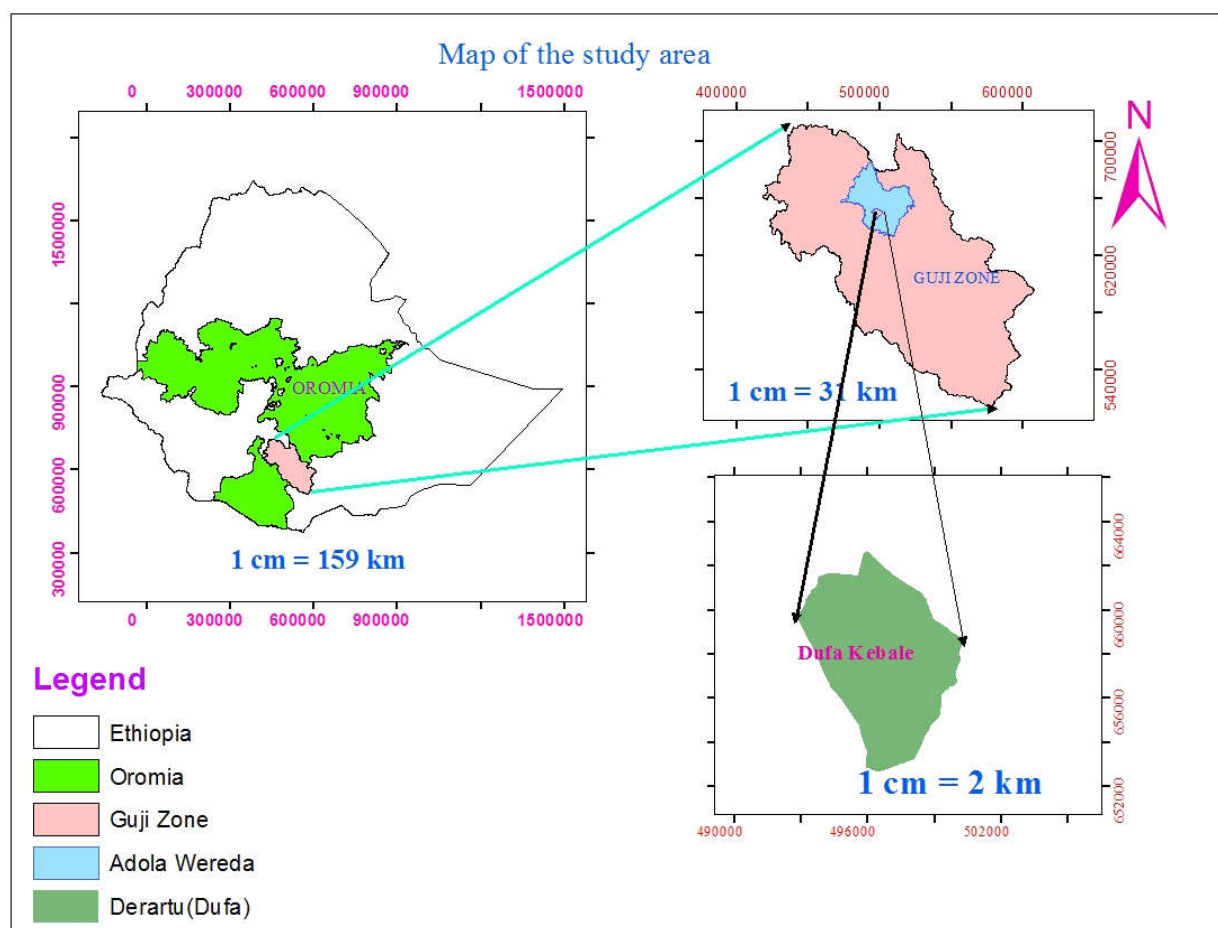 Map of the study area
0 300000 600000 900000 1500000
1500000
900000
600000
300000
OROMIA
1 cm = 159 km
0 300000 600000 900000 1500000
400000 500000 600000
N
700000
620000
540000
GUJI ZONE
1 cm = 31 km
664000
660000
656000
652000
Dufa Kebale
1 cm = 2 km
490000 496000 502000
Legend
Ethiopia
Oromia
Guji Zone
Adola Wereda
Derartu(Dufa)